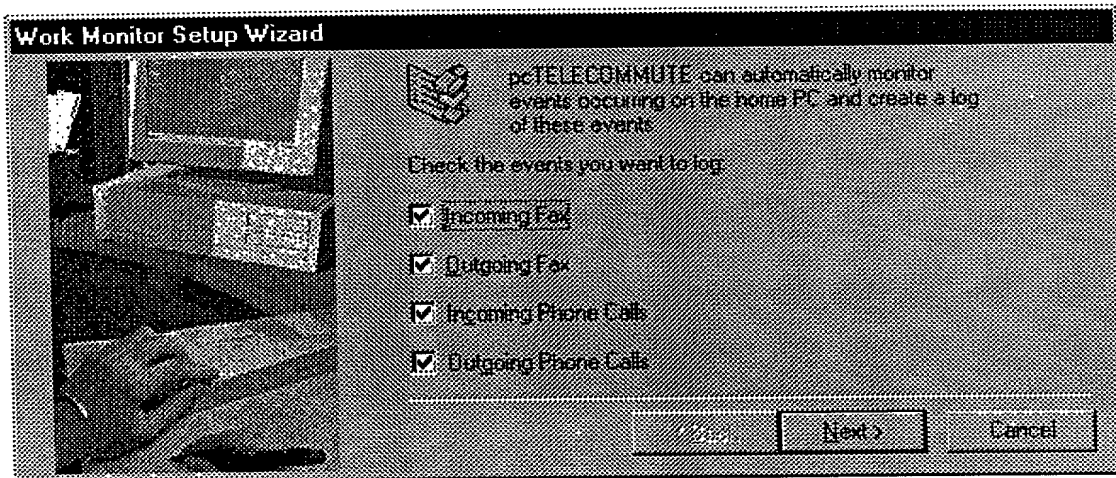 Work Monitor Setup Wizard
pcTELECOMMUTE can automatically monitor
events occurring on the home PC and create a log
of these events
Check the events you want to log:
Incoming Fax
Outgoing Fax
Incoming Phone Calls
Outgoing Phone Calls
< Back
Next >
Cancel